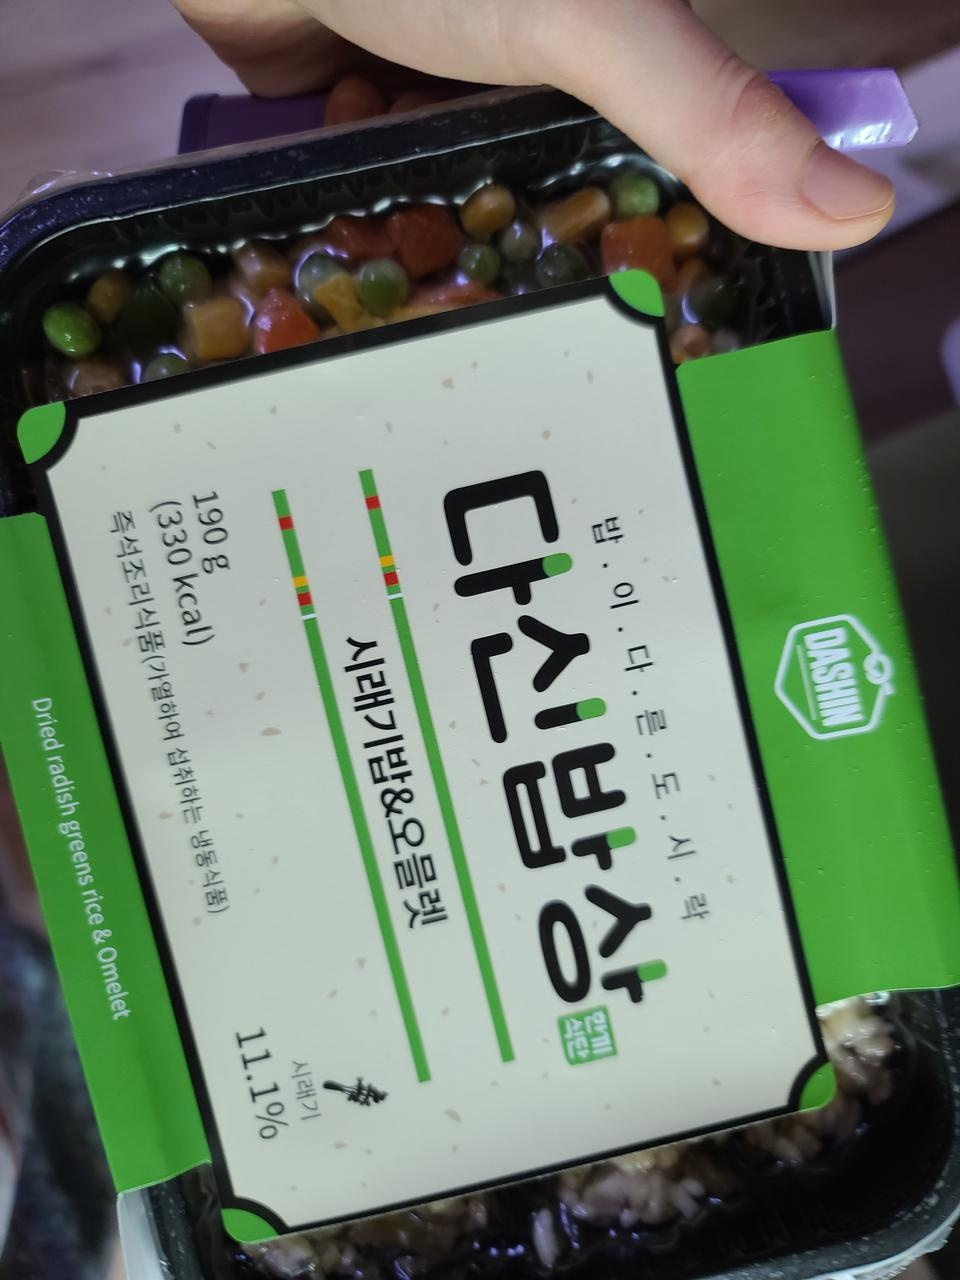 DASHIN
밥.이.다.른.도.시.락
다신밥상
한끼
식단
시래기밥&오믈렛
190 g
(330 kcal)
즉석조리식품(가열하여 섭취하는 냉동식품)
시래기
11.1%
Dried radish greens rice & Omelet